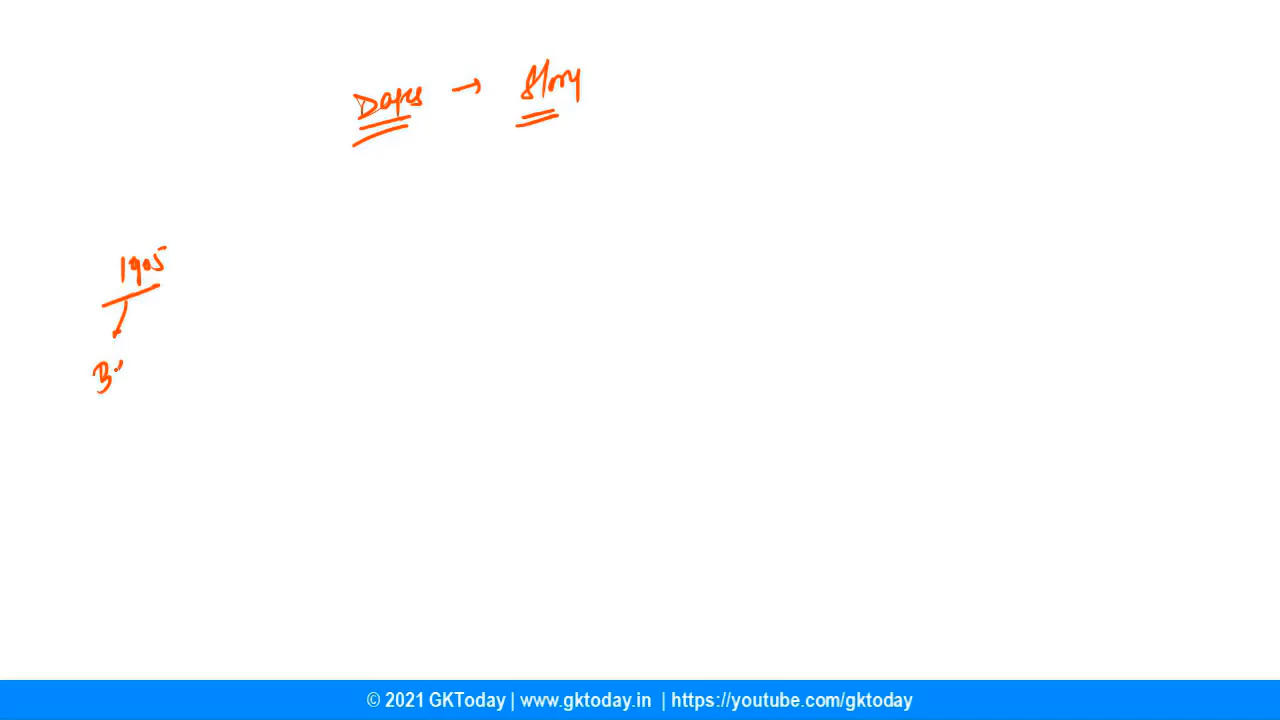 Dates → Story
1905
B.
© 2021 GKToday | www.gktoday.in | https://youtube.com/gktoday